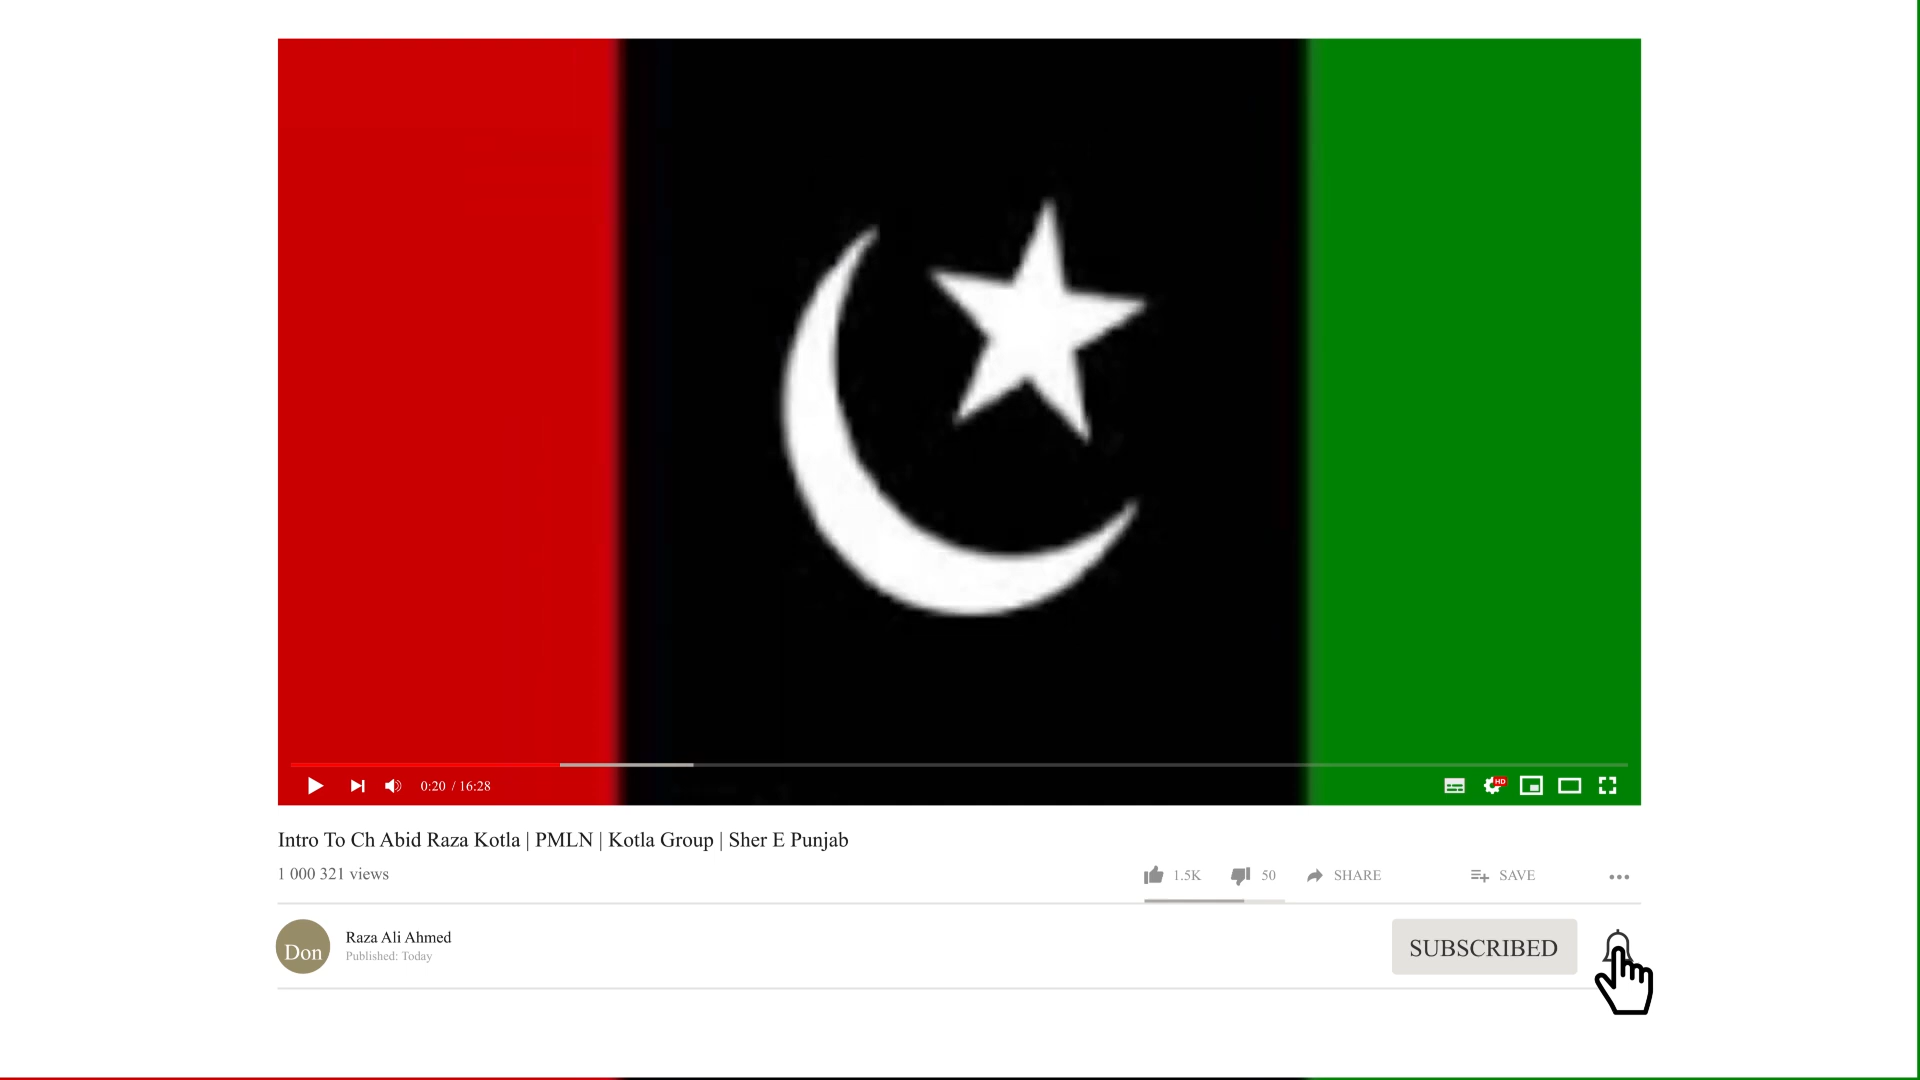 0:20 / 16:28
HD
Intro To Ch Abid Raza Kotla | PMLN | Kotla Group | Sher E Punjab
1 000 321 views
1.5K 50 SHARE SAVE
Don
Raza Ali Ahmed
Published: Today
SUBSCRIBED